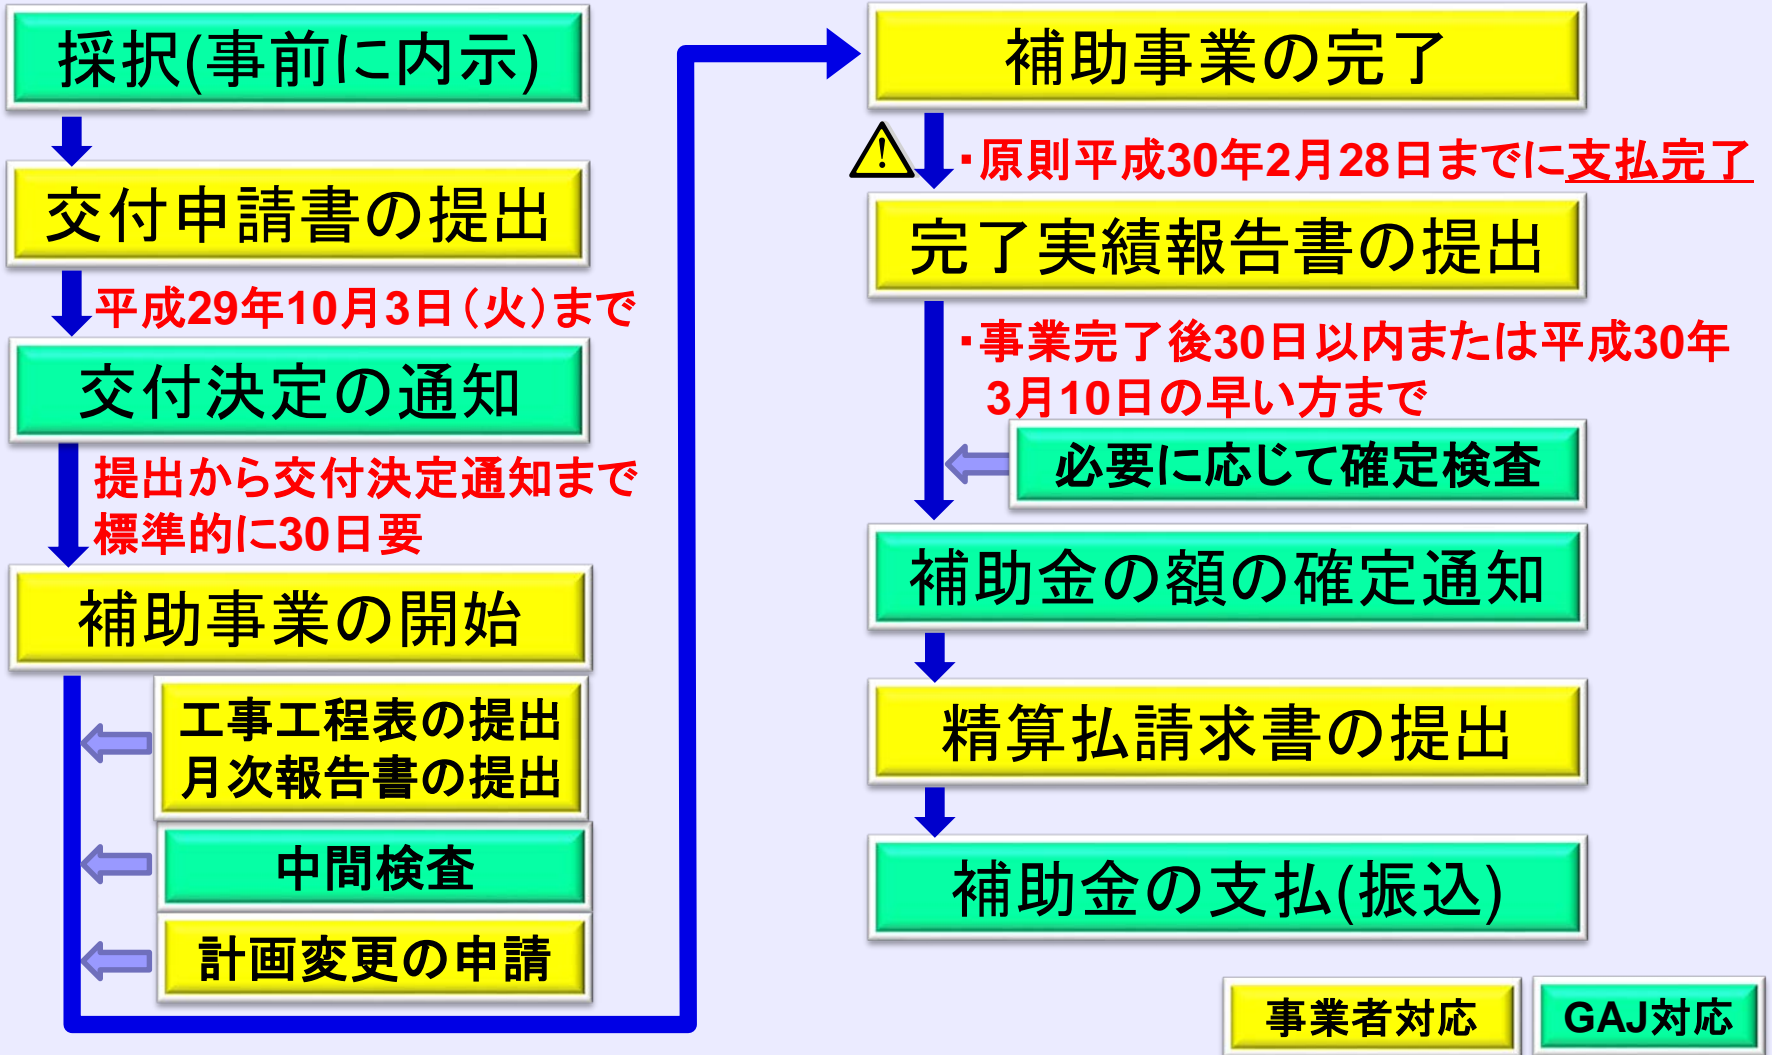 採択(事前に内示)
交付申請書の提出
平成29年10月3日（火）まで
交付決定の通知
提出から交付決定通知まで
標準的に30日要
補助事業の開始
工事工程表の提出
月次報告書の提出
中間検査
計画変更の申請
補助事業の完了
・原則平成30年2月28日までに支払完了
完了実績報告書の提出
・事業完了後30日以内または平成30年
3月10日の早い方まで
必要に応じて確定検査
補助金の額の確定通知
精算払請求書の提出
補助金の支払(振込)
事業者対応
GAJ対応